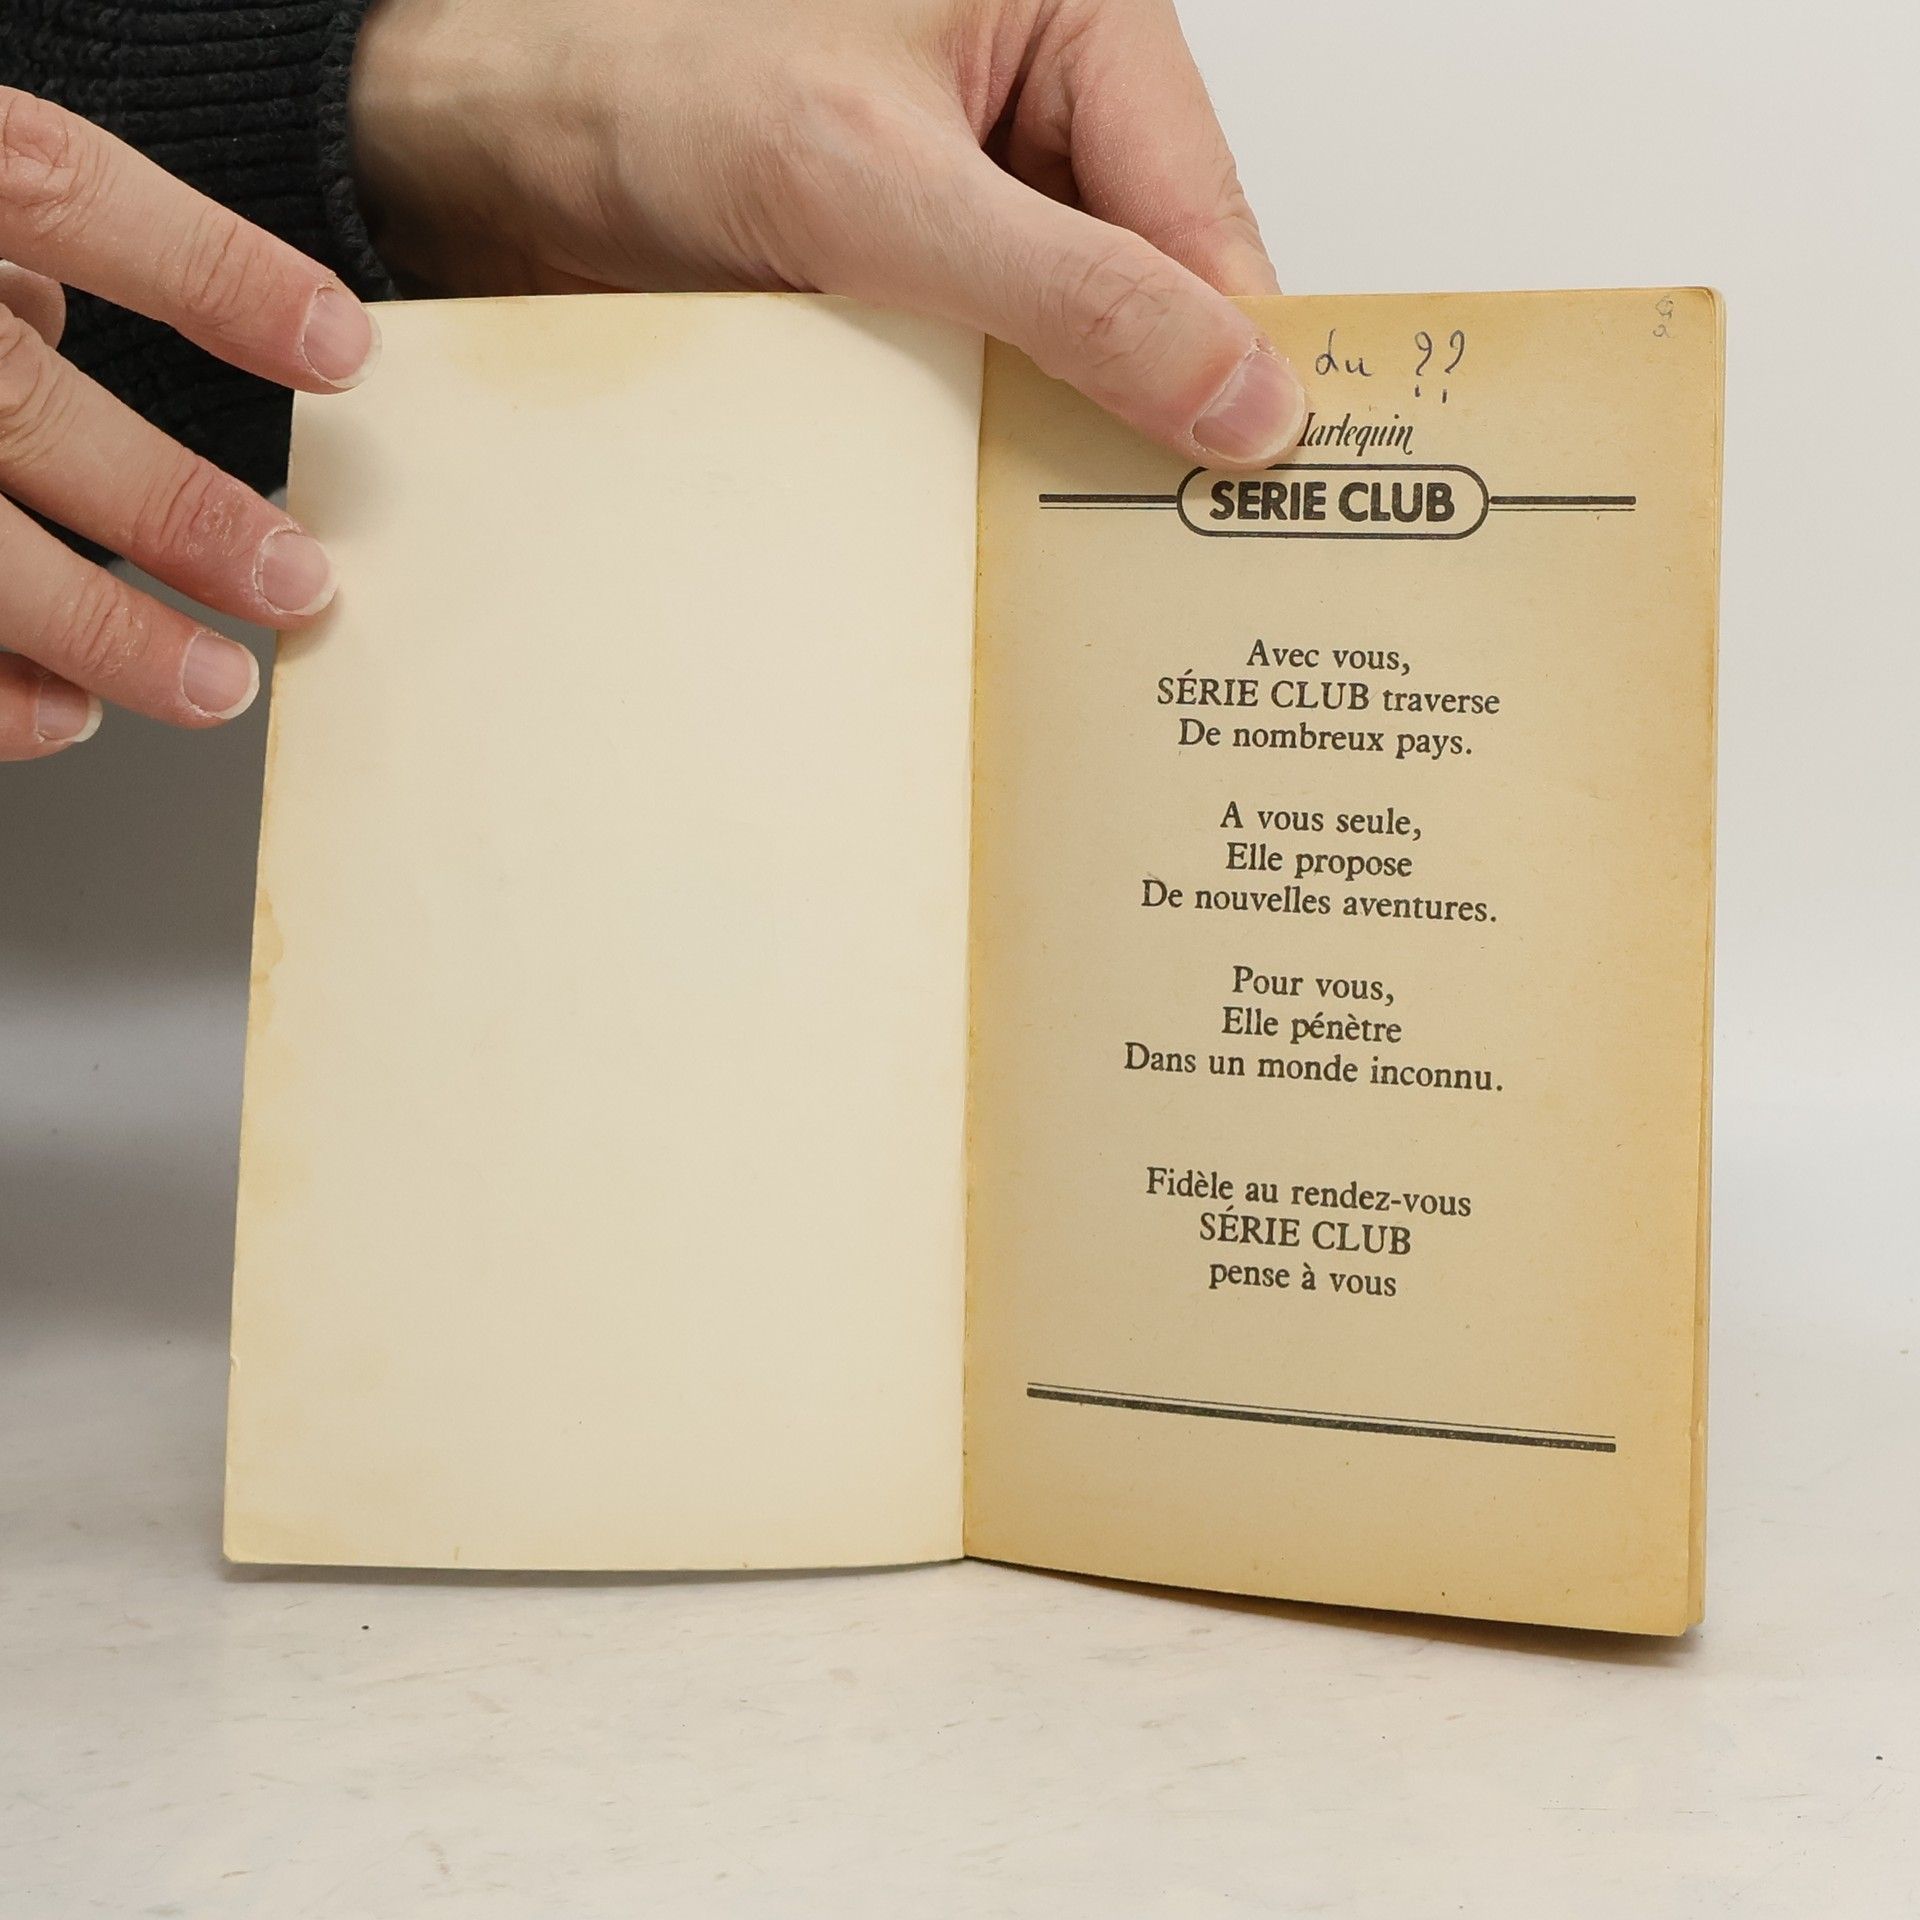 du ??
Harlequin
SERIE CLUB
Avec vous,
SÉRIE CLUB traverse
De nombreux pays.
A vous seule,
Elle propose
De nouvelles aventures.
Pour vous,
Elle pénètre
Dans un monde inconnu.
Fidèle au rendez-vous
SÉRIE CLUB
pense à vous